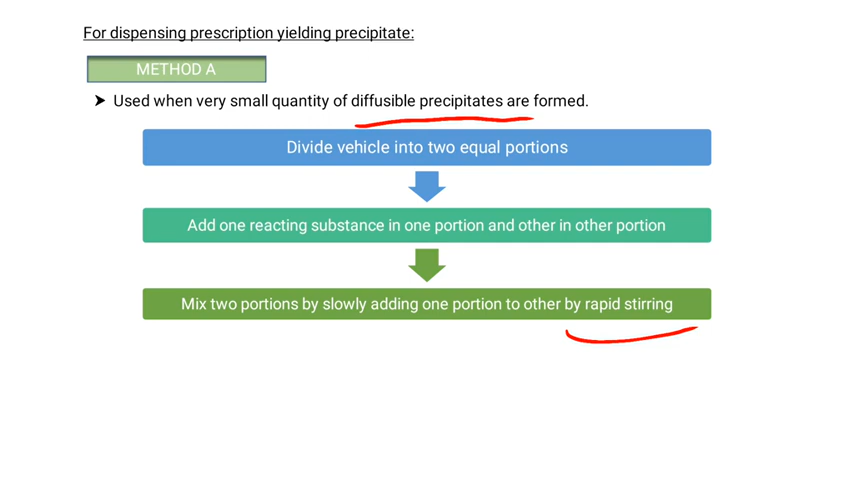 For dispensing prescription yielding precipitate:
METHOD A
➤ Used when very small quantity of diffusible precipitates are formed.
Divide vehicle into two equal portions
Add one reacting substance in one portion and other in other portion
Mix two portions by slowly adding one portion to other by rapid stirring